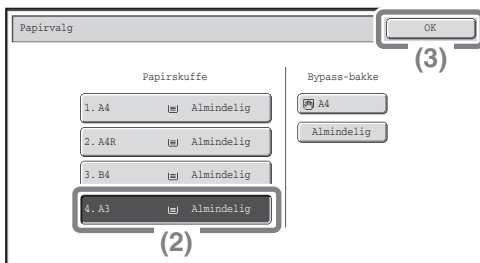 Papirvalg
OK
(3)
Papirskuffe
Bypass-bakke
1. A4 Almindelig
A4
2. A4R Almindelig
Almindelig
3. B4 Almindelig
4. A3 Almindelig
(2)